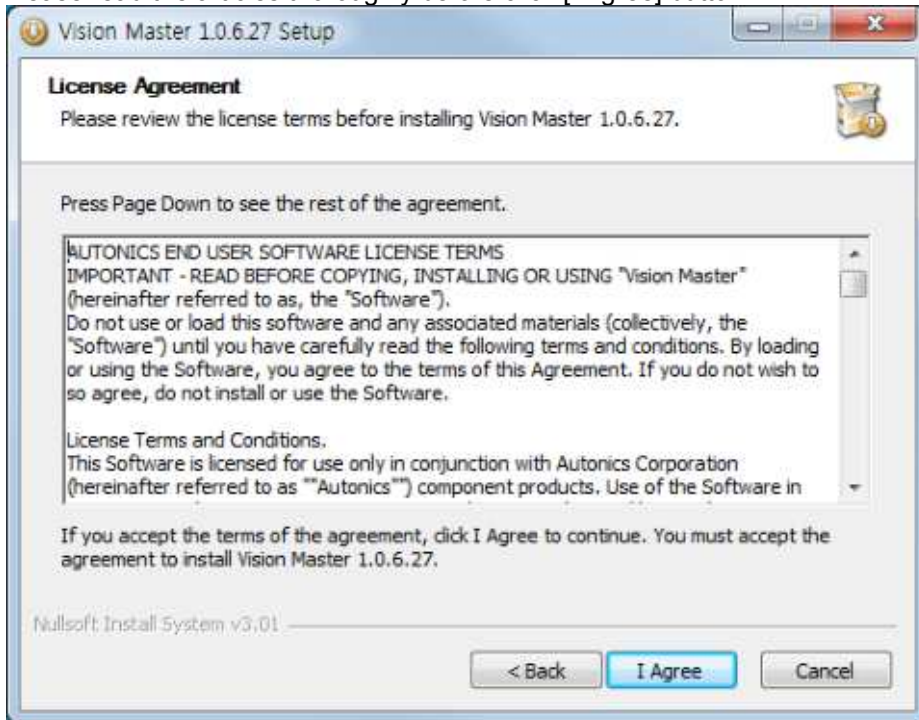 Vision Master 1.0.6.27 Setup
License Agreement
Please review the license terms before installing Vision Master 1.0.6.27.
Press Page Down to see the rest of the agreement.
AUTONICS END USER SOFTWARE LICENSE TERMS
IMPORTANT - READ BEFORE COPYING, INSTALLING OR USING "Vision Master"
(hereinafter referred to as, the "Software").
Do not use or load this software and any associated materials (collectively, the
"Software") until you have carefully read the following terms and conditions. By loading
or using the Software, you agree to the terms of this Agreement. If you do not wish to
so agree, do not install or use the Software.
License Terms and Conditions.
This Software is licensed for use only in conjunction with Autonics Corporation
(hereinafter referred to as ""Autonics"") component products. Use of the Software in
If you accept the terms of the agreement, click I Agree to continue. You must accept the
agreement to install Vision Master 1.0.6.27.
Nullsoft Install System v3.01
< Back
I Agree
Cancel